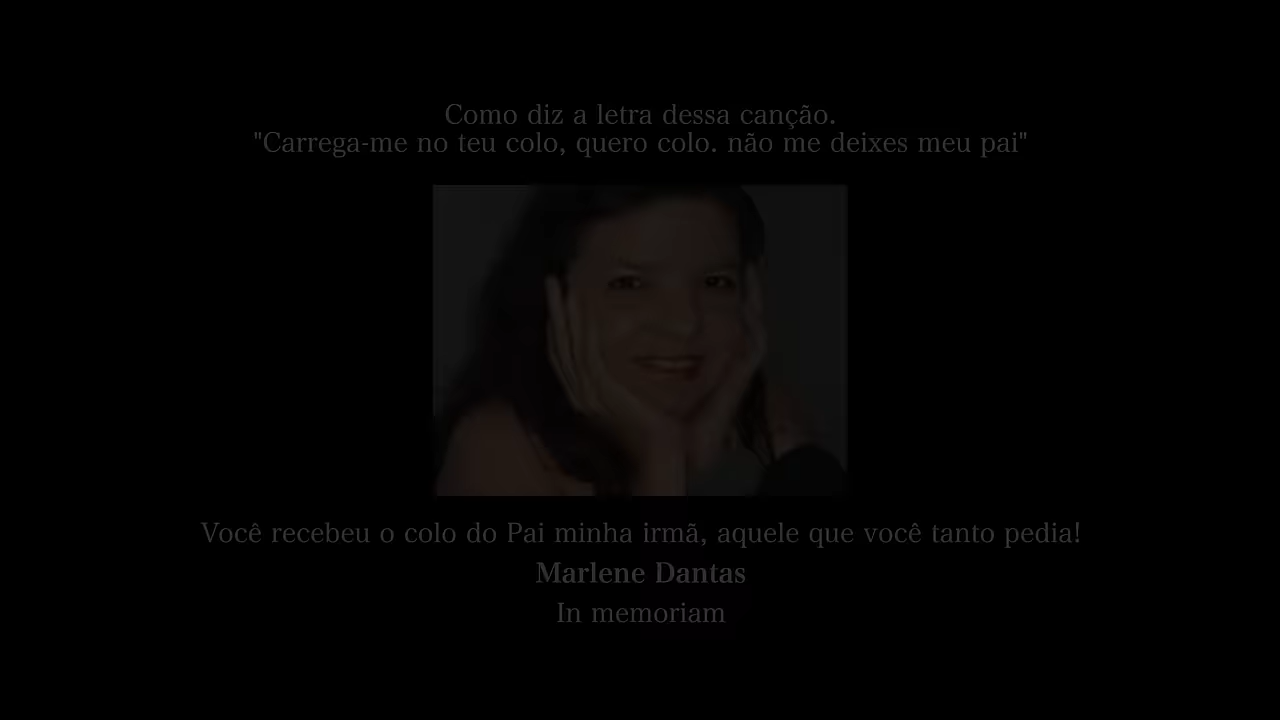 Como diz a letra dessa canção.
"Carrega-me no teu colo, quero colo. não me deixes meu pai"
Você recebeu o colo do Pai minha irmã, aquele que você tanto pedia!
Marlene Dantas
In memoriam